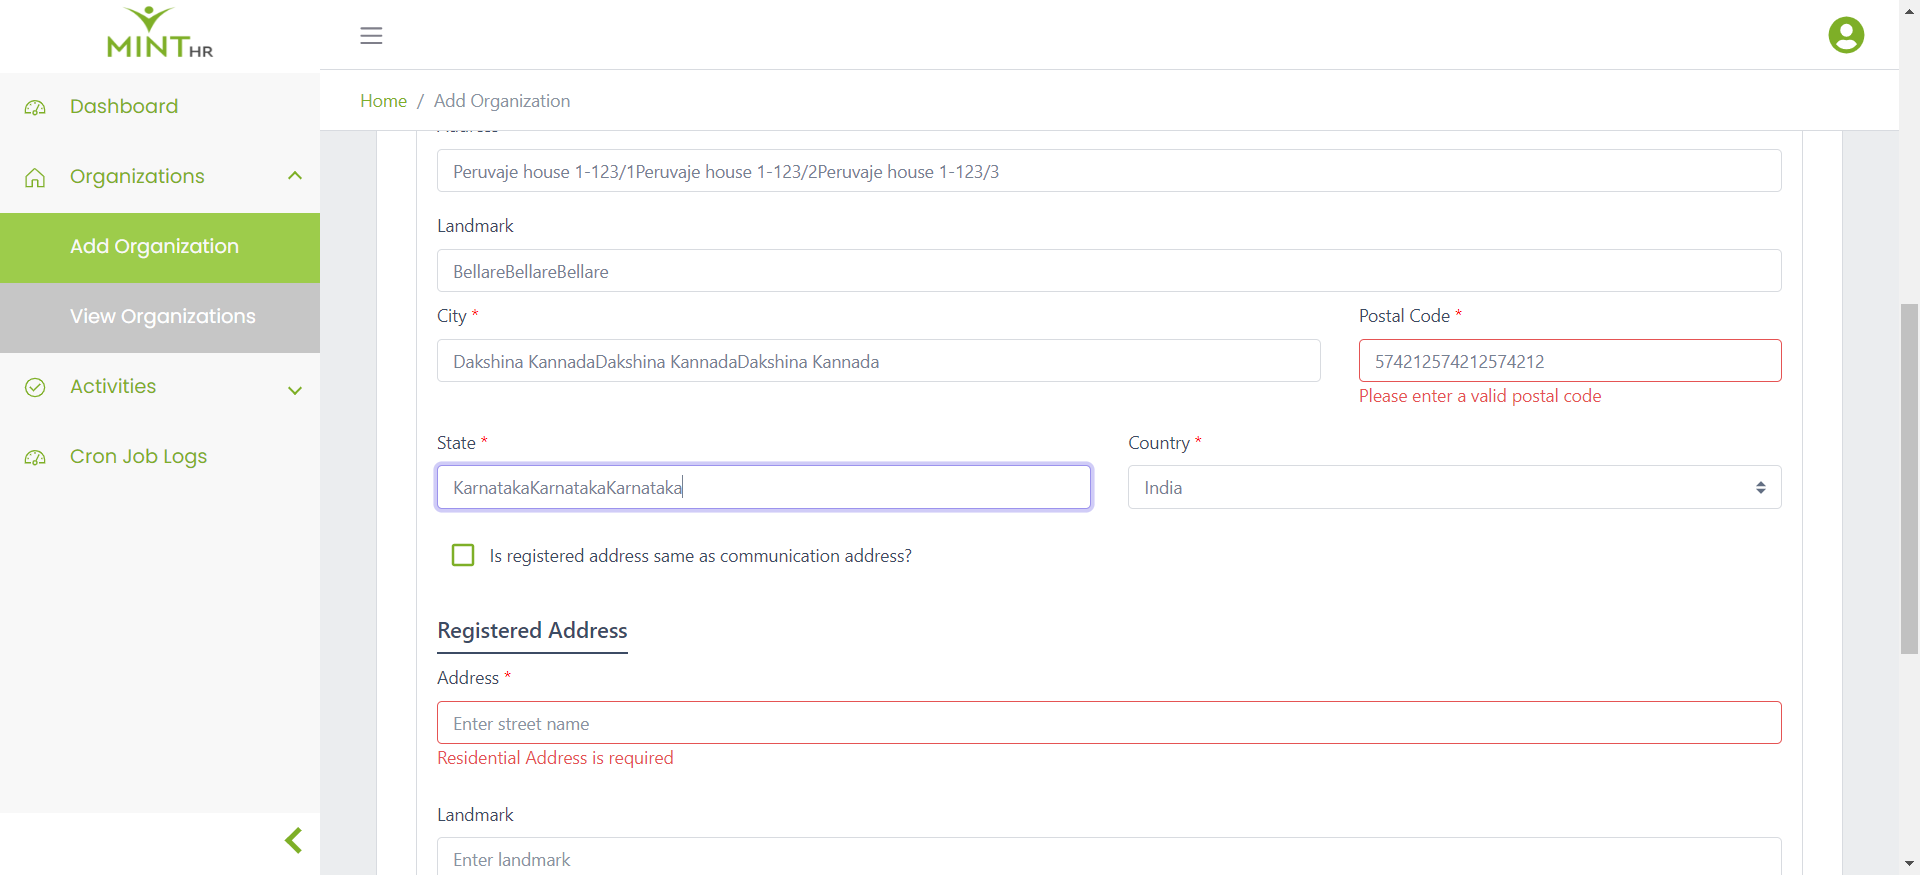 MINT HR
Home / Add Organization
Dashboard
Organizations
Add Organization
View Organizations
Activities
Cron Job Logs
Address
Peruvaje house 1-123/1Peruvaje house 1-123/2Peruvaje house 1-123/3
Landmark
BellareBellareBellare
City * Postal Code *
Dakshina KannadaDakshina KannadaDakshina Kannada 574212574212574212
Please enter a valid postal code
State * Country *
KarnatakaKarnatakaKarnataka India
Is registered address same as communication address?
Registered Address
Address *
Enter street name
Residential Address is required
Landmark
Enter landmark